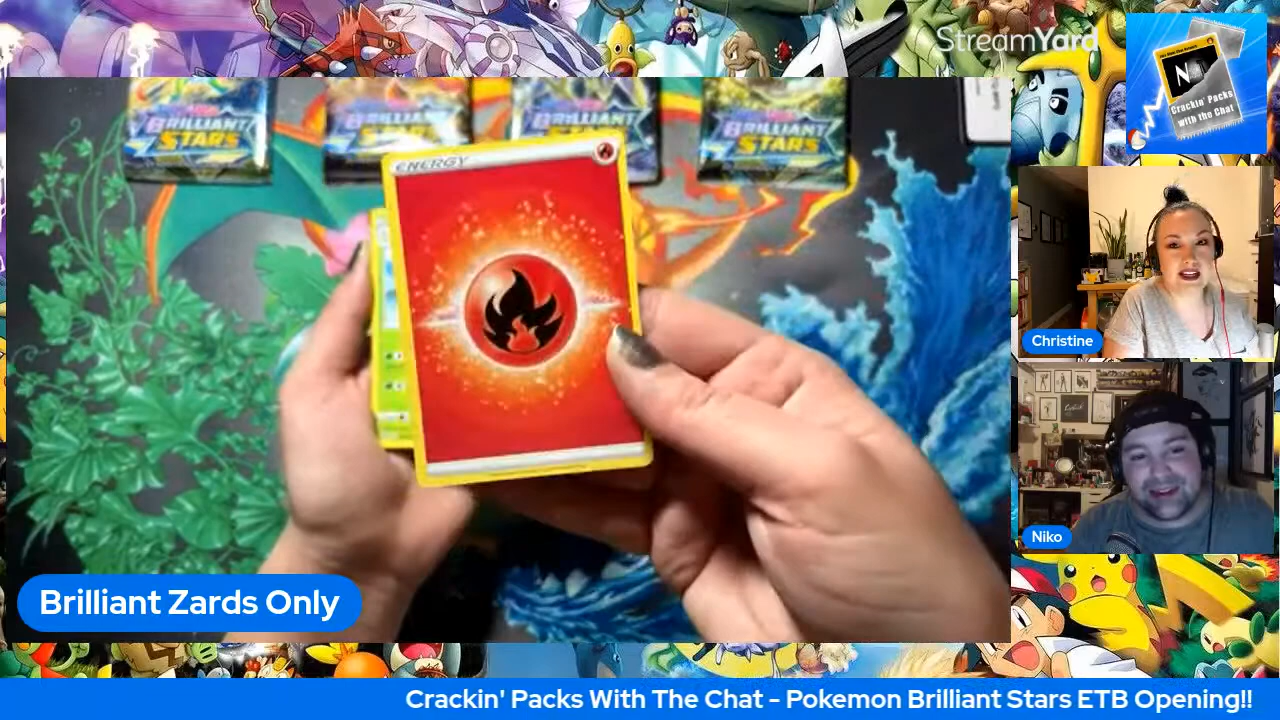 StreamYard
N
Crackin' Packs
With the Chat
BRILLIANT
STARS
BRILLIANT
STARS
BRILLIANT
STARS
BRILLIANT
STARS
ENERGY
Christine
Niko
Brilliant Zards Only
Crackin' Packs With The Chat - Pokemon Brilliant Stars ETB Opening!!